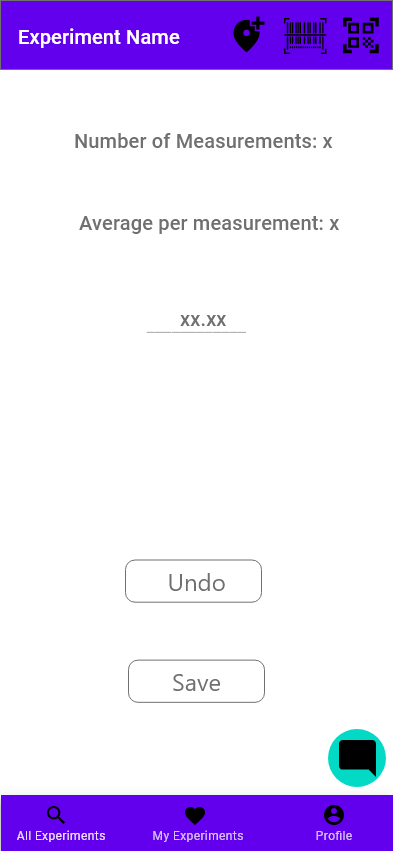 Experiment Name
Number of Measurements: x
Average per measurement: x
xx.xx
Undo
Save
All Experiments
My Experiments
Profile